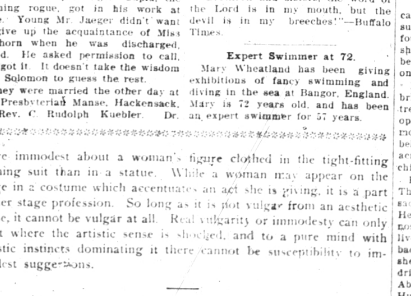 ning rogue, got in his work at
Young Mr. Jaeger didn't want
give up the acquaintance of Miss
horn when he was discharged,
d. He asked permission to call,
got it. It doesn't take the wisdom
Solomon to guess the rest.
hey were married the other day at
Presbyterian Manse, Hackensack,
Rev. C. Rudolph Kuebler. Dr.
the Lord is in my mouth, but the
devil is in my breeches!"—Buffalo
Times.
Expert Swimmer at 72.
Mary Wheatland has been giving
exhibitions of fancy swimming and
diving in the sea at Bangor, England.
Mary is 72 years old, and has been
an expert swimmer for 57 years.
re immodest about a woman's figure clothed in the tight-fitting
hing suit than in a statue. While a woman may appear on the
ge in a costume which accentuates an act she is giving, it is a part
er stage profession. So long as it is not vulgar from an aesthetic
e, it cannot be vulgar at all. Real vulgarity or immodesty can only
t where the artistic sense is shocked, and to a pure mind with
stic instincts dominating it there cannot be susceptibility to im-
dest suggestions.